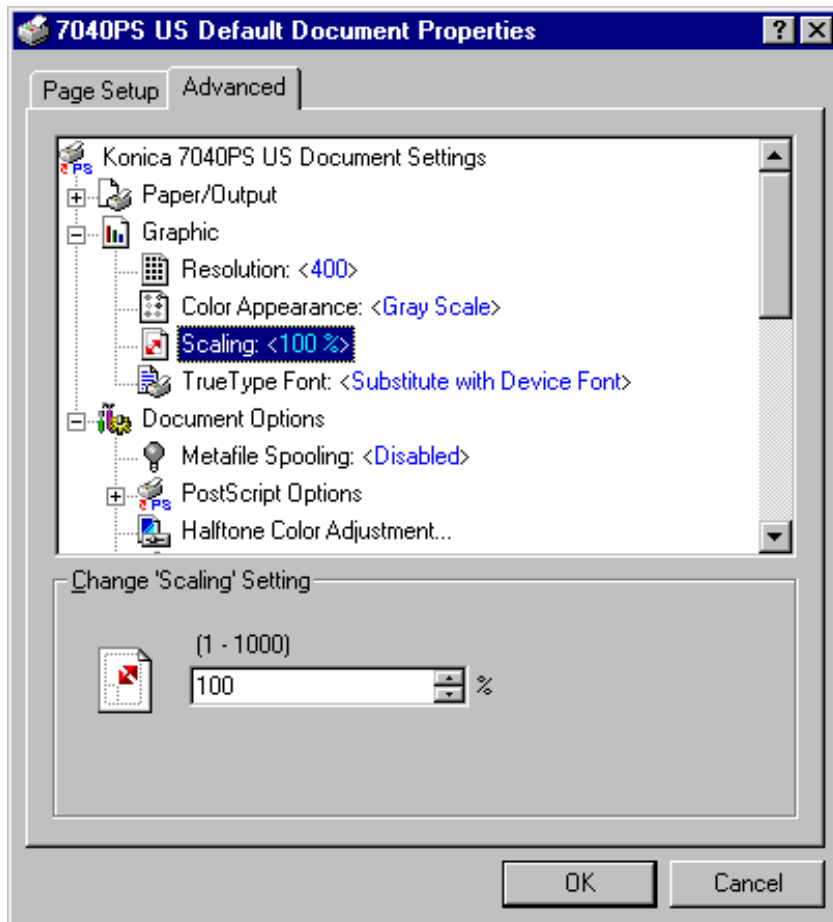 7040PS US Default Document Properties
Page Setup
Advanced
Konica 7040PS US Document Settings
Paper/Output
Graphic
Resolution: <400>
Color Appearance: <Gray Scale>
Scaling: <100 %>
TrueType Font: <Substitute with Device Font>
Document Options
Metafile Spooling: <Disabled>
PostScript Options
Halftone Color Adjustment...
Change 'Scaling' Setting
(1 - 1000)
100 %
OK
Cancel